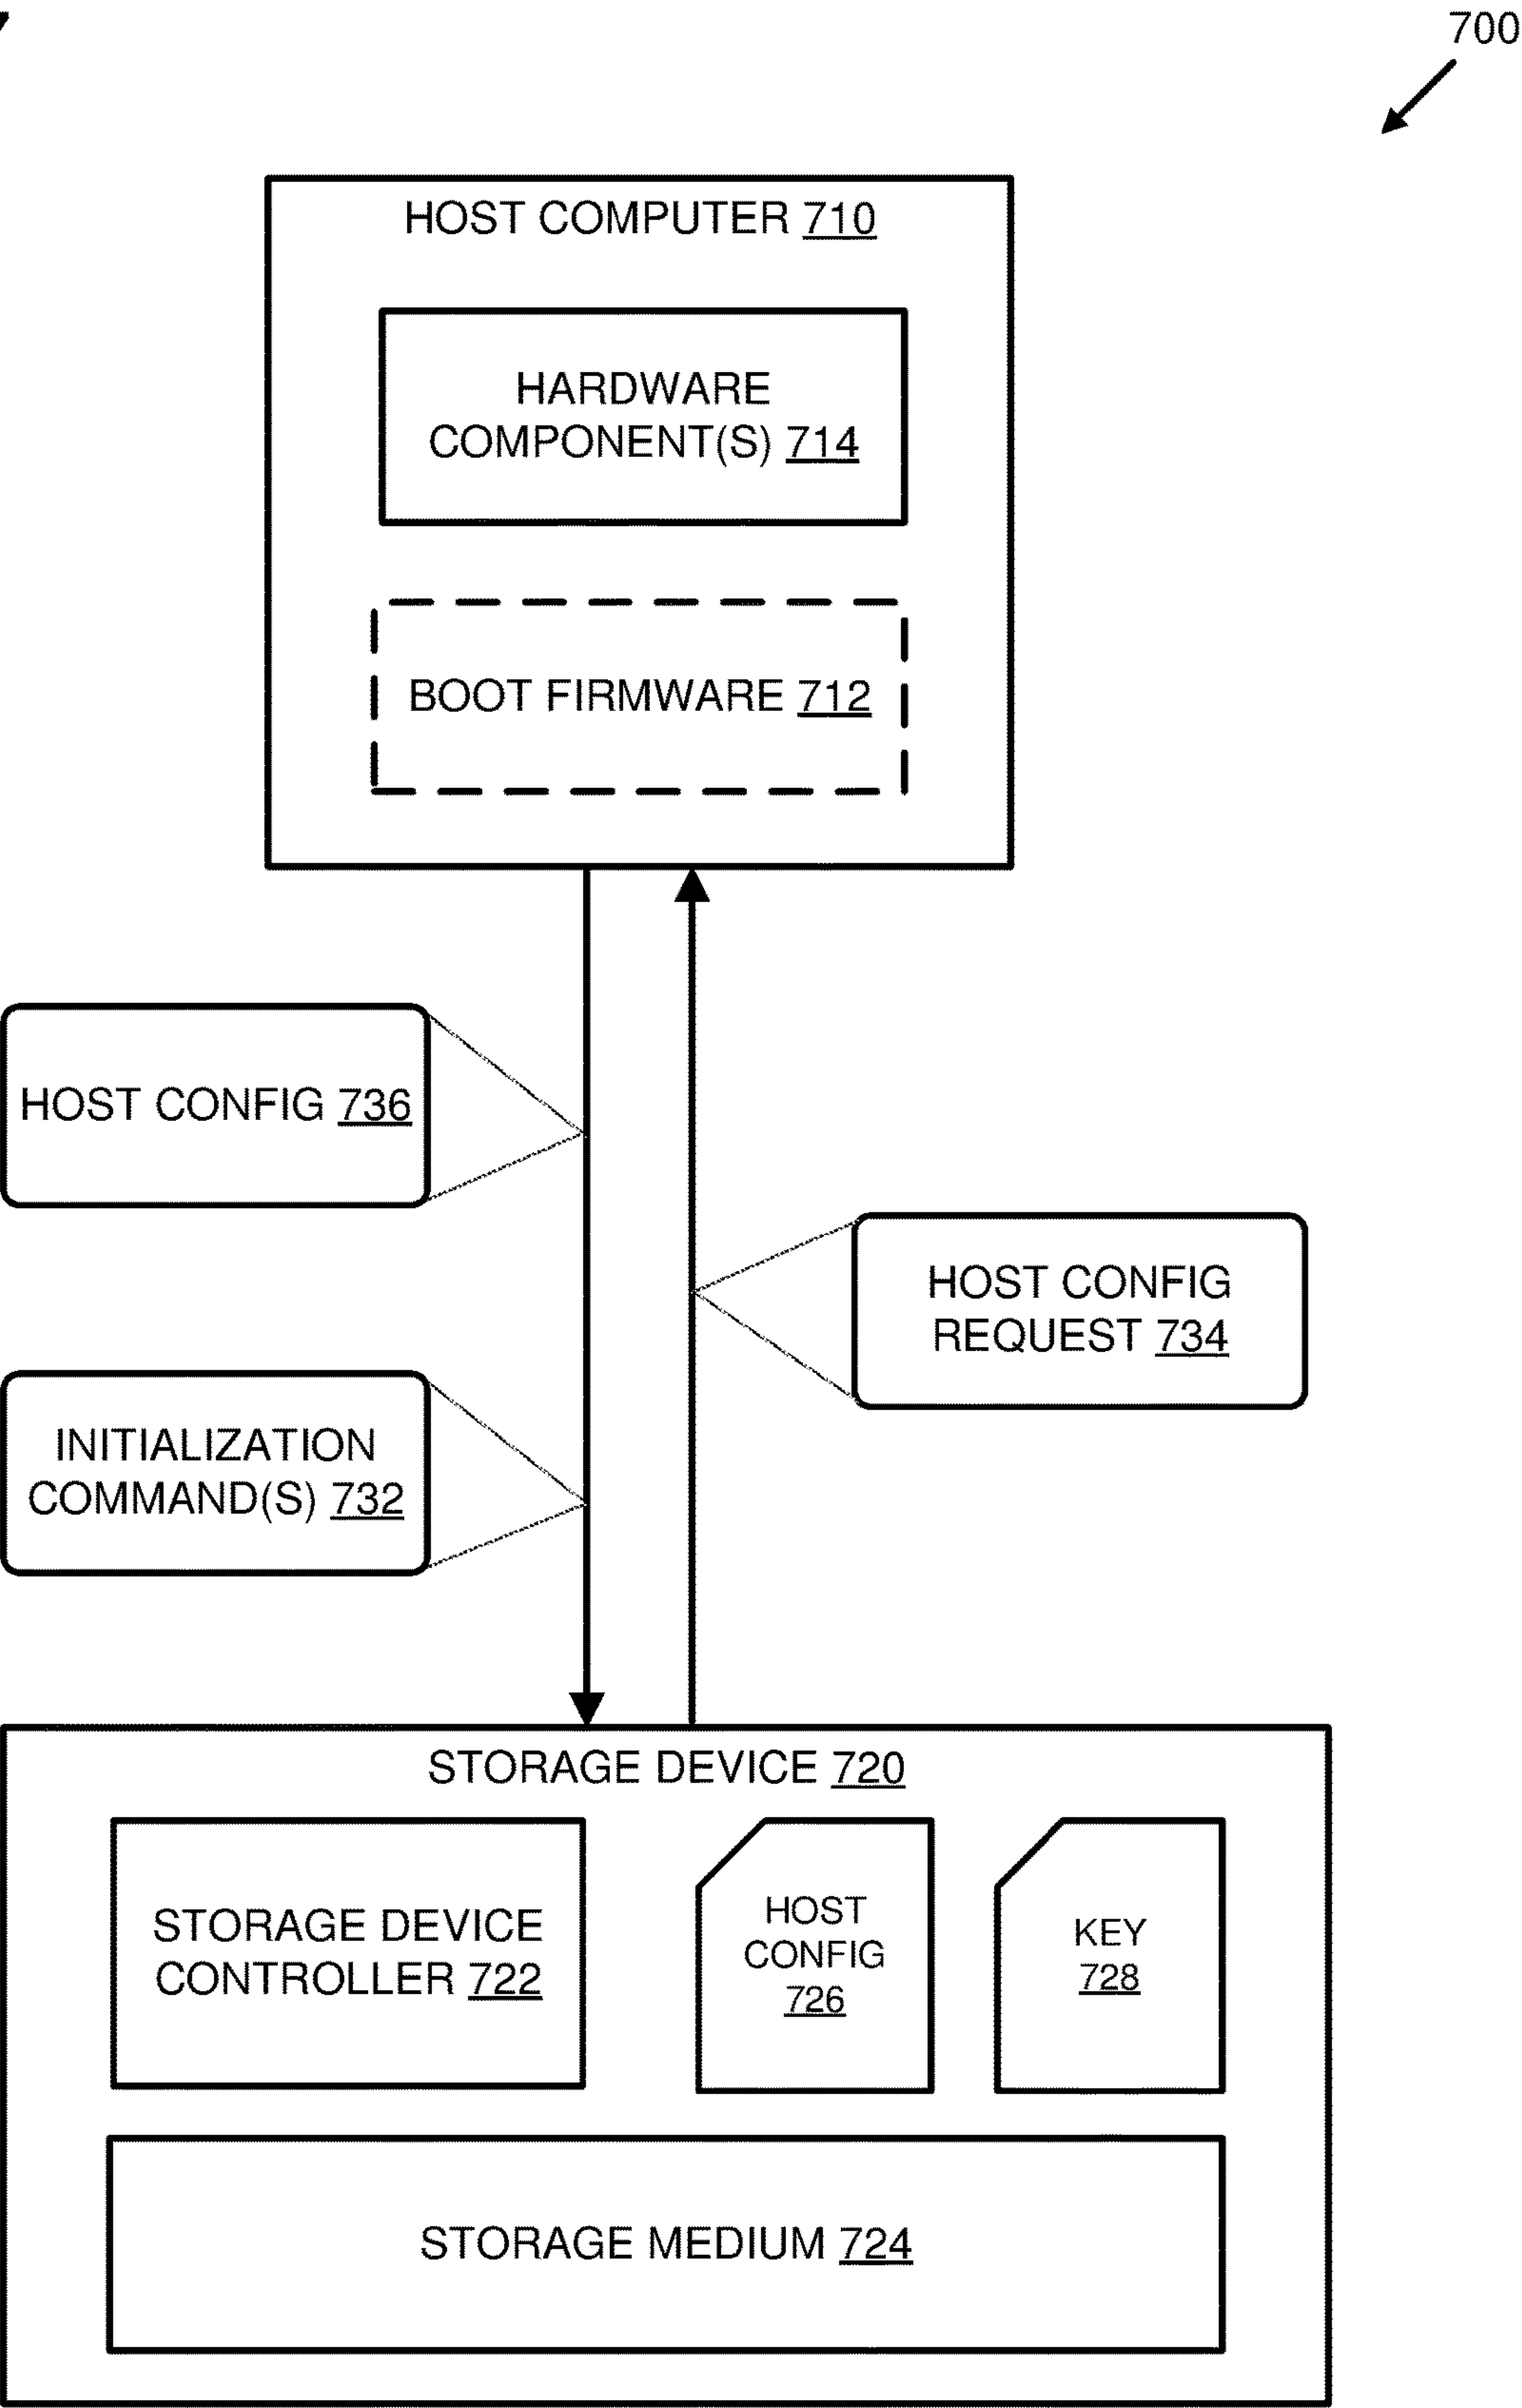 700
HOST COMPUTER 710
HARDWARE
COMPONENT(S) 714
BOOT FIRMWARE 712
HOST CONFIG 736
HOST CONFIG
REQUEST 734
INITIALIZATION
COMMAND(S) 732
STORAGE DEVICE 720
STORAGE DEVICE
CONTROLLER 722
HOST
CONFIG
726
KEY
728
STORAGE MEDIUM 724